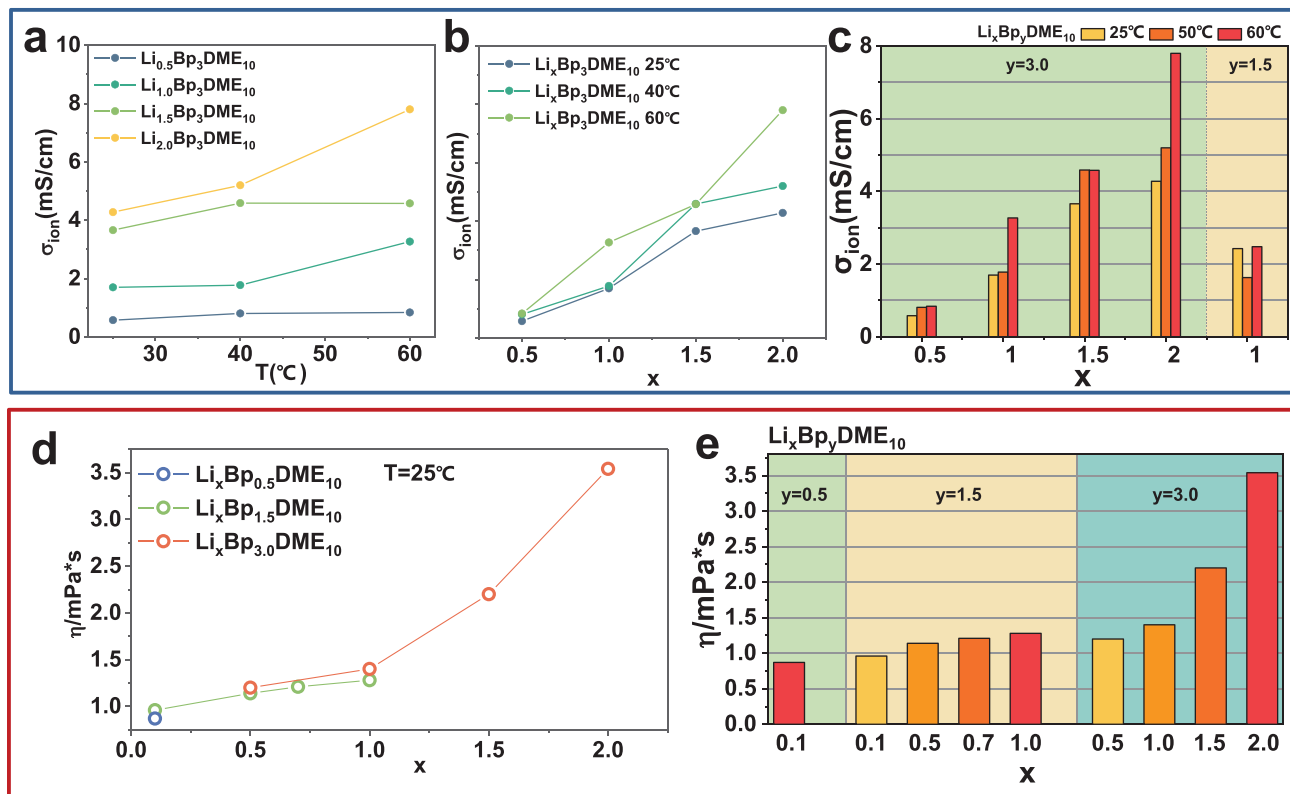 a
10
8
6
4
2
0
σion(mS/cm)
Li0.5Bp3DME10
Li1.0Bp3DME10
Li1.5Bp3DME10
Li2.0Bp3DME10
30 40 50 60
T(℃)
b
σion(mS/cm)
LixBp3DME10 25℃
LixBp3DME10 40℃
LixBp3DME10 60℃
0.5 1.0 1.5 2.0
x
c
LixBpyDME10 25℃ 50℃ 60℃
8
6
4
2
0
σion(mS/cm)
y=3.0 y=1.5
0.5 1 1.5 2 1
X
d
T=25℃
LixBp0.5DME10
LixBp1.5DME10
LixBp3.0DME10
3.5
3.0
2.5
2.0
1.5
1.0
η/mPa*s
0.0 0.5 1.0 1.5 2.0
x
e
LixBpyDME10
3.5
3.0
2.5
2.0
1.5
1.0
0.5
0.0
η/mPa*s
y=0.5 y=1.5 y=3.0
0.1 0.1 0.5 0.7 1.0 0.5 1.0 1.5 2.0
x